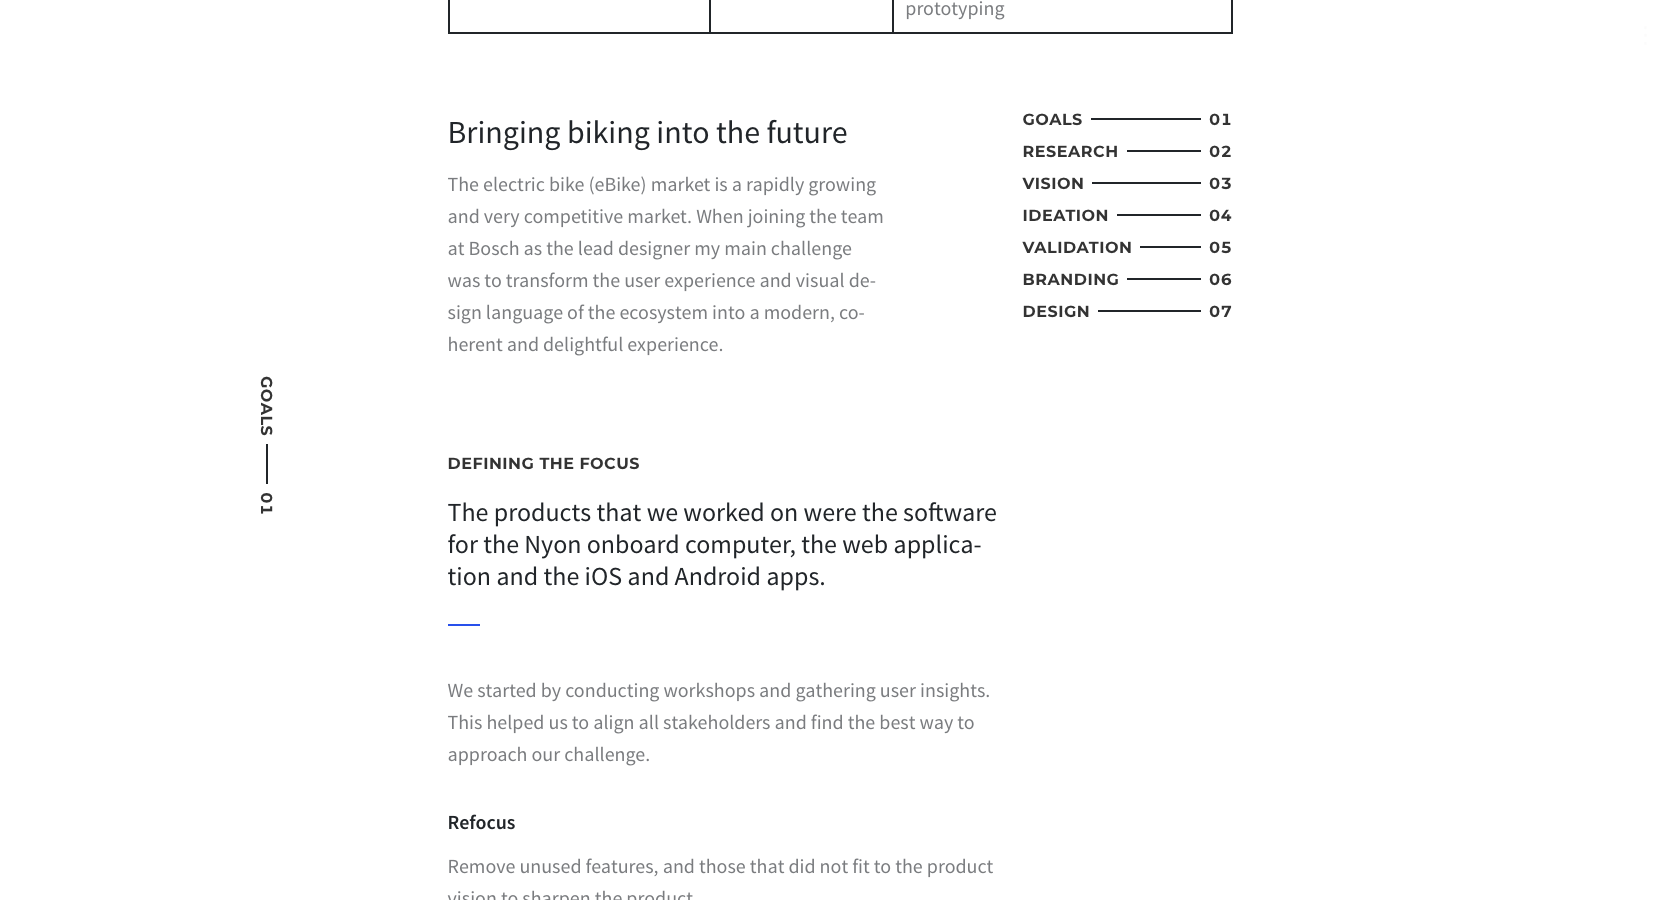 prototyping
Bringing biking into the future
The electric bike (eBike) market is a rapidly growing
and very competitive market. When joining the team
at Bosch as the lead designer my main challenge
was to transform the user experience and visual de-
sign language of the ecosystem into a modern, co-
herent and delightful experience.
GOALS 01
RESEARCH 02
VISION 03
IDEATION 04
VALIDATION 05
BRANDING 06
DESIGN 07
GOALS 01
DEFINING THE FOCUS
The products that we worked on were the software
for the Nyon onboard computer, the web applica-
tion and the iOS and Android apps.
We started by conducting workshops and gathering user insights.
This helped us to align all stakeholders and find the best way to
approach our challenge.
Refocus
Remove unused features, and those that did not fit to the product
vision to sharpen the product.